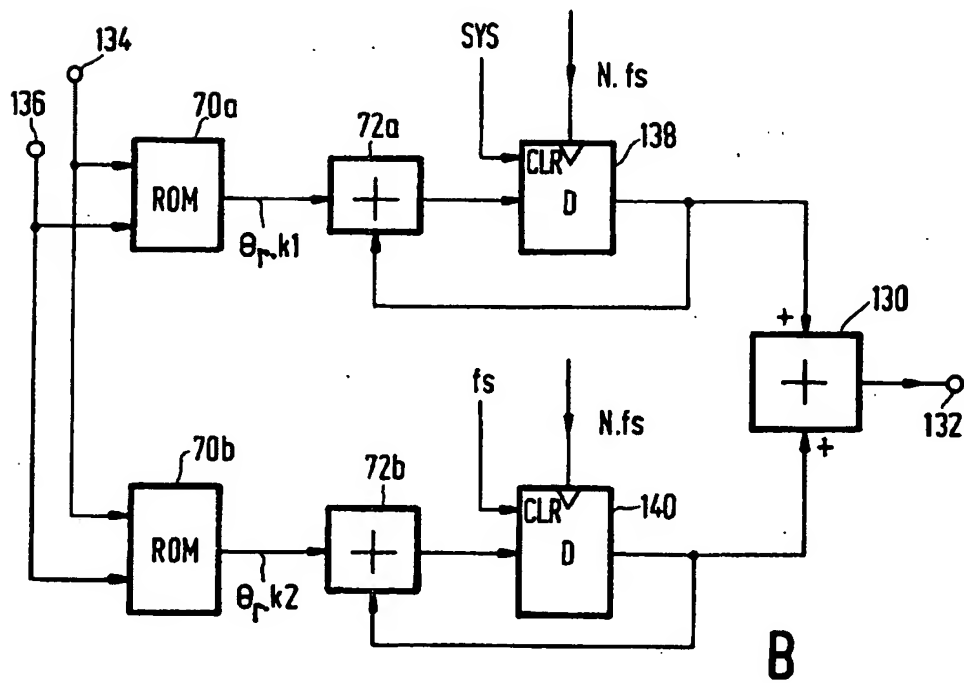 134
SYS
N.fs
136
70a
72a
138
CLR
ROM
+
D
θr.k1
130
+
+
fs
N.fs
132
70b
72b
+
140
CLR
ROM
+
D
θr.k2
B